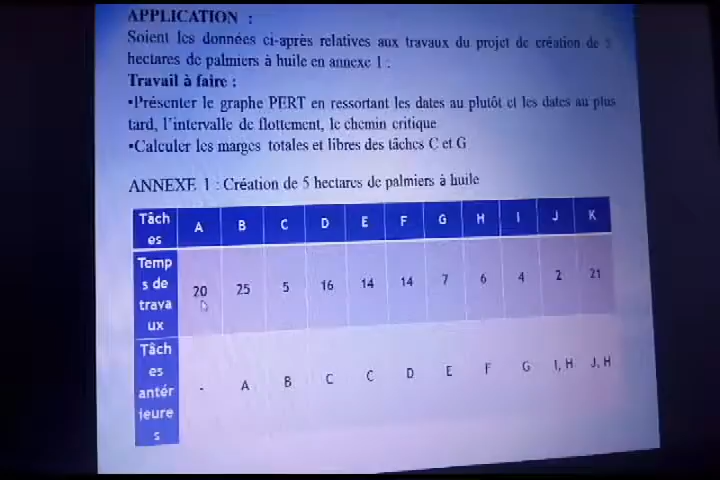 APPLICATION :
Soient les données ci-après relatives aux travaux du projet de création de 5
hectares de palmiers à huile en annexe 1 :
Travail à faire :
•Présenter le graphe PERT en ressortant les dates au plutôt et les dates au plus
tard, l'intervalle de flottement, le chemin critique
•Calculer les marges totales et libres des tâches C et G
ANNEXE 1 : Création de 5 hectares de palmiers à huile
Tâch es A B C D E F G H I J K
Temp s de trava ux 20 25 5 16 14 14 7 6 4 2 21
Tâch es antér ieure s - A B C C D E F G I, H J, H